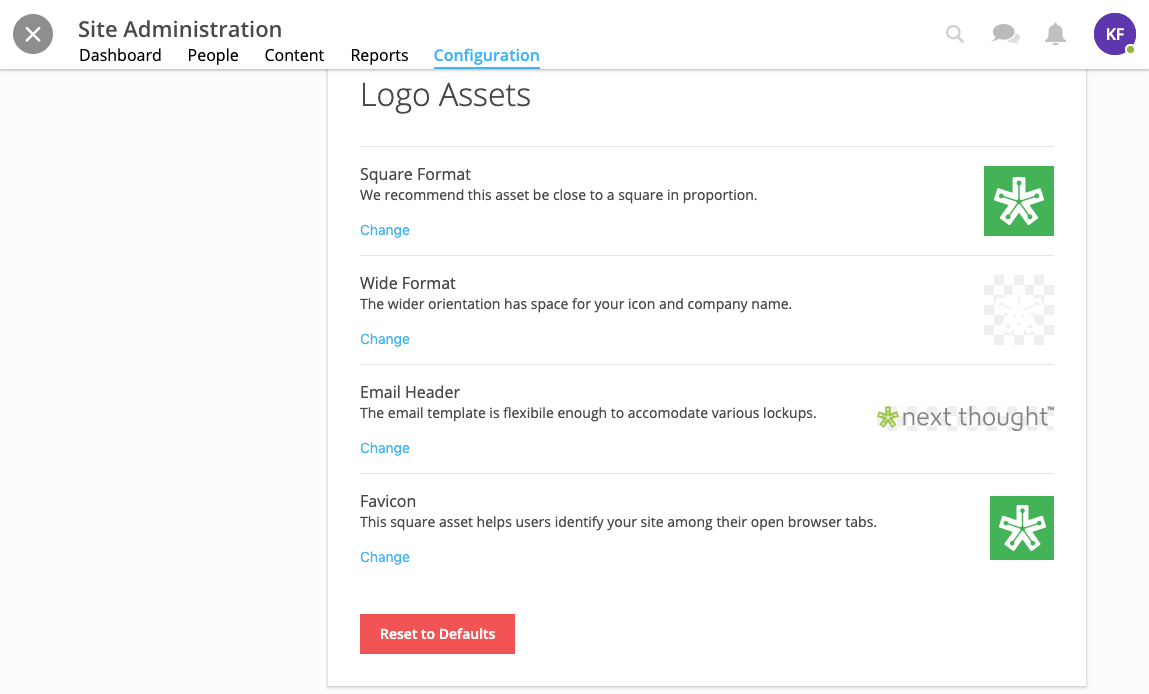 Site Administration
KF
Dashboard People Content Reports Configuration
Logo Assets
Square Format
We recommend this asset be close to a square in proportion.
Change
Wide Format
The wider orientation has space for your icon and company name.
Change
Email Header
The email template is flexibile enough to accomodate various lockups.
next thought™
Change
Favicon
This square asset helps users identify your site among their open browser tabs.
Change
Reset to Defaults